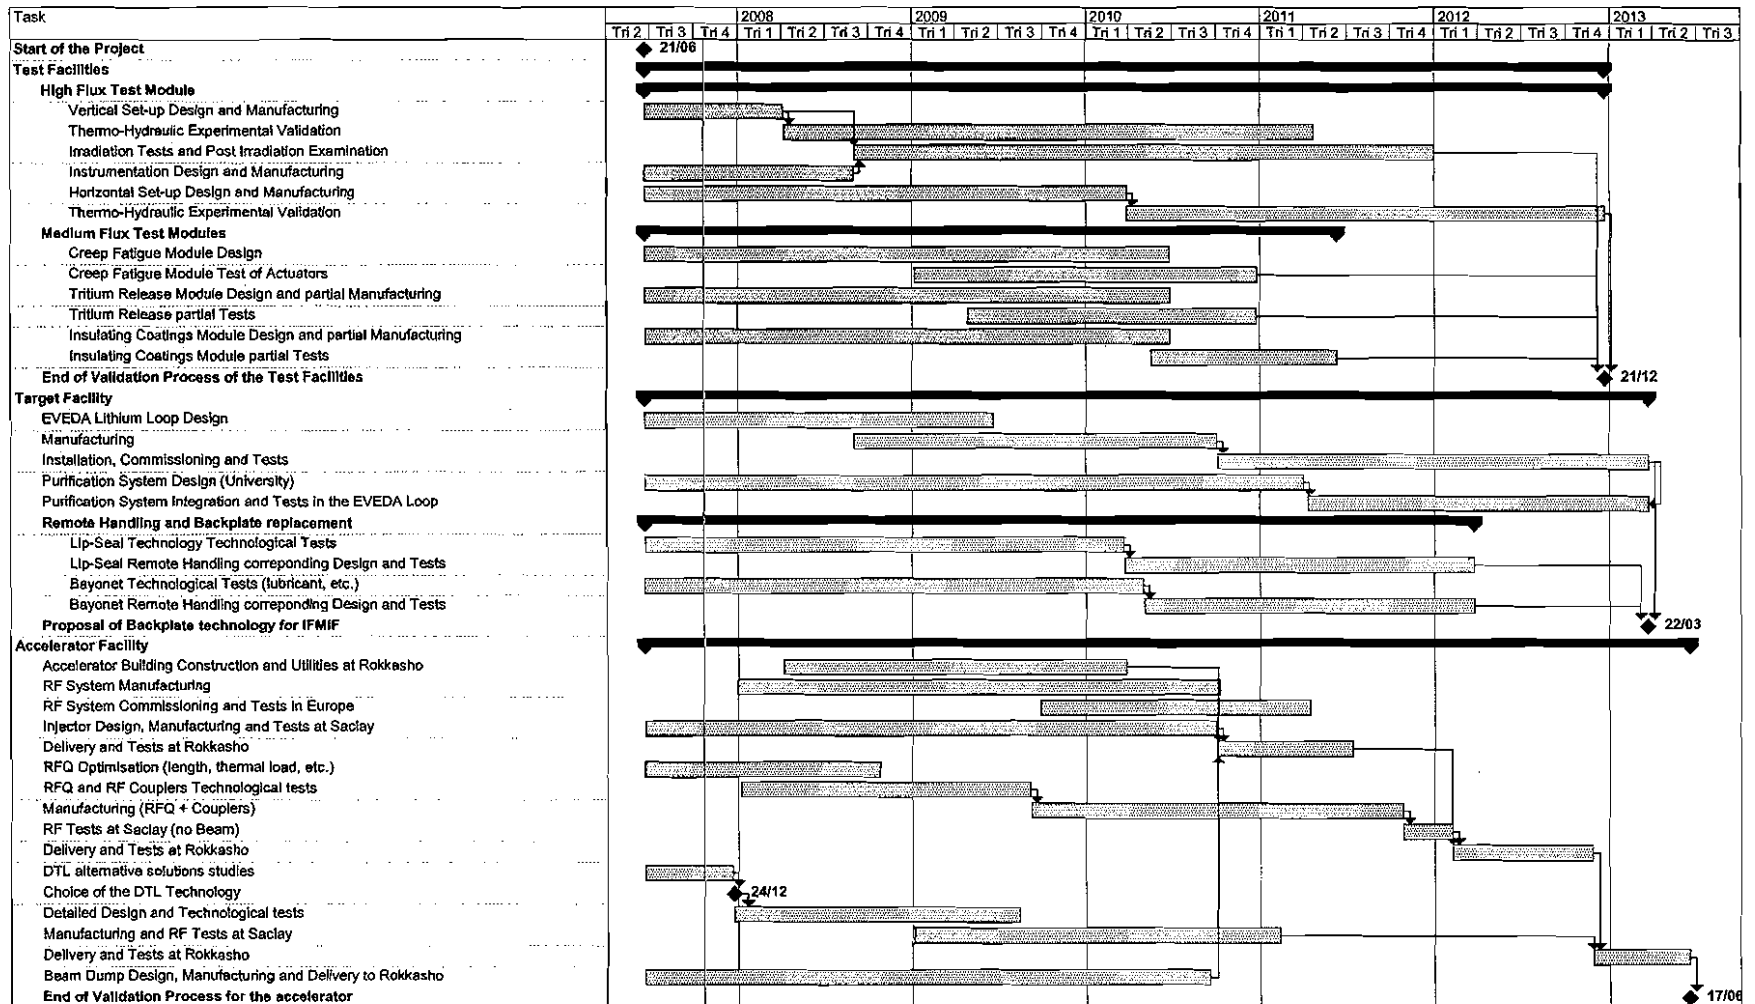 Task
2008 2009 2010 2011 2012 2013
Tri 2 Tri 3 Tri 4 Tri 1 Tri 2 Tri 3 Tri 4 Tri 1 Tri 2 Tri 3 Tri 4 Tri 1 Tri 2 Tri 3 Tri 4 Tri 1 Tri 2 Tri 3 Tri 4 Tri 1 Tri 2 Tri 3 Tri 4 Tri 1 Tri 2 Tri 3
Start of the Project 21/06
Test Facilities
High Flux Test Module
Vertical Set-up Design and Manufacturing
Thermo-Hydraulic Experimental Validation
Irradiation Tests and Post Irradiation Examination
Instrumentation Design and Manufacturing
Horizontal Set-up Design and Manufacturing
Thermo-Hydraulic Experimental Validation
Medium Flux Test Modules
Creep Fatigue Module Design
Creep Fatigue Module Test of Actuators
Tritium Release Module Design and partial Manufacturing
Tritium Release partial Tests
Insulating Coatings Module Design and partial Manufacturing
Insulating Coatings Module partial Tests
End of Validation Process of the Test Facilities 21/12
Target Facility
EVEDA Lithium Loop Design
Manufacturing
Installation, Commissioning and Tests
Purification System Design (University)
Purification System Integration and Tests in the EVEDA Loop
Remote Handling and Backplate replacement
Lip-Seal Technology Technological Tests
Lip-Seal Remote Handling correponding Design and Tests
Bayonet Technological Tests (lubricant, etc.)
Bayonet Remote Handling correponding Design and Tests
Proposal of Backplate technology for IFMIF 22/03
Accelerator Facility
Accelerator Building Construction and Utilities at Rokkasho
RF System Manufacturing
RF System Commissioning and Tests in Europe
Injector Design, Manufacturing and Tests at Saclay
Delivery and Tests at Rokkasho
RFQ Optimisation (length, thermal load, etc.)
RFQ and RF Couplers Technological tests
Manufacturing (RFQ + Couplers)
RF Tests at Saclay (no Beam)
Delivery and Tests at Rokkasho
DTL alternative solutions studies
Choice of the DTL Technology 24/12
Detailed Design and Technological tests
Manufacturing and RF Tests at Saclay
Delivery and Tests at Rokkasho
Beam Dump Design, Manufacturing and Delivery to Rokkasho
End of Validation Process for the accelerator 17/06